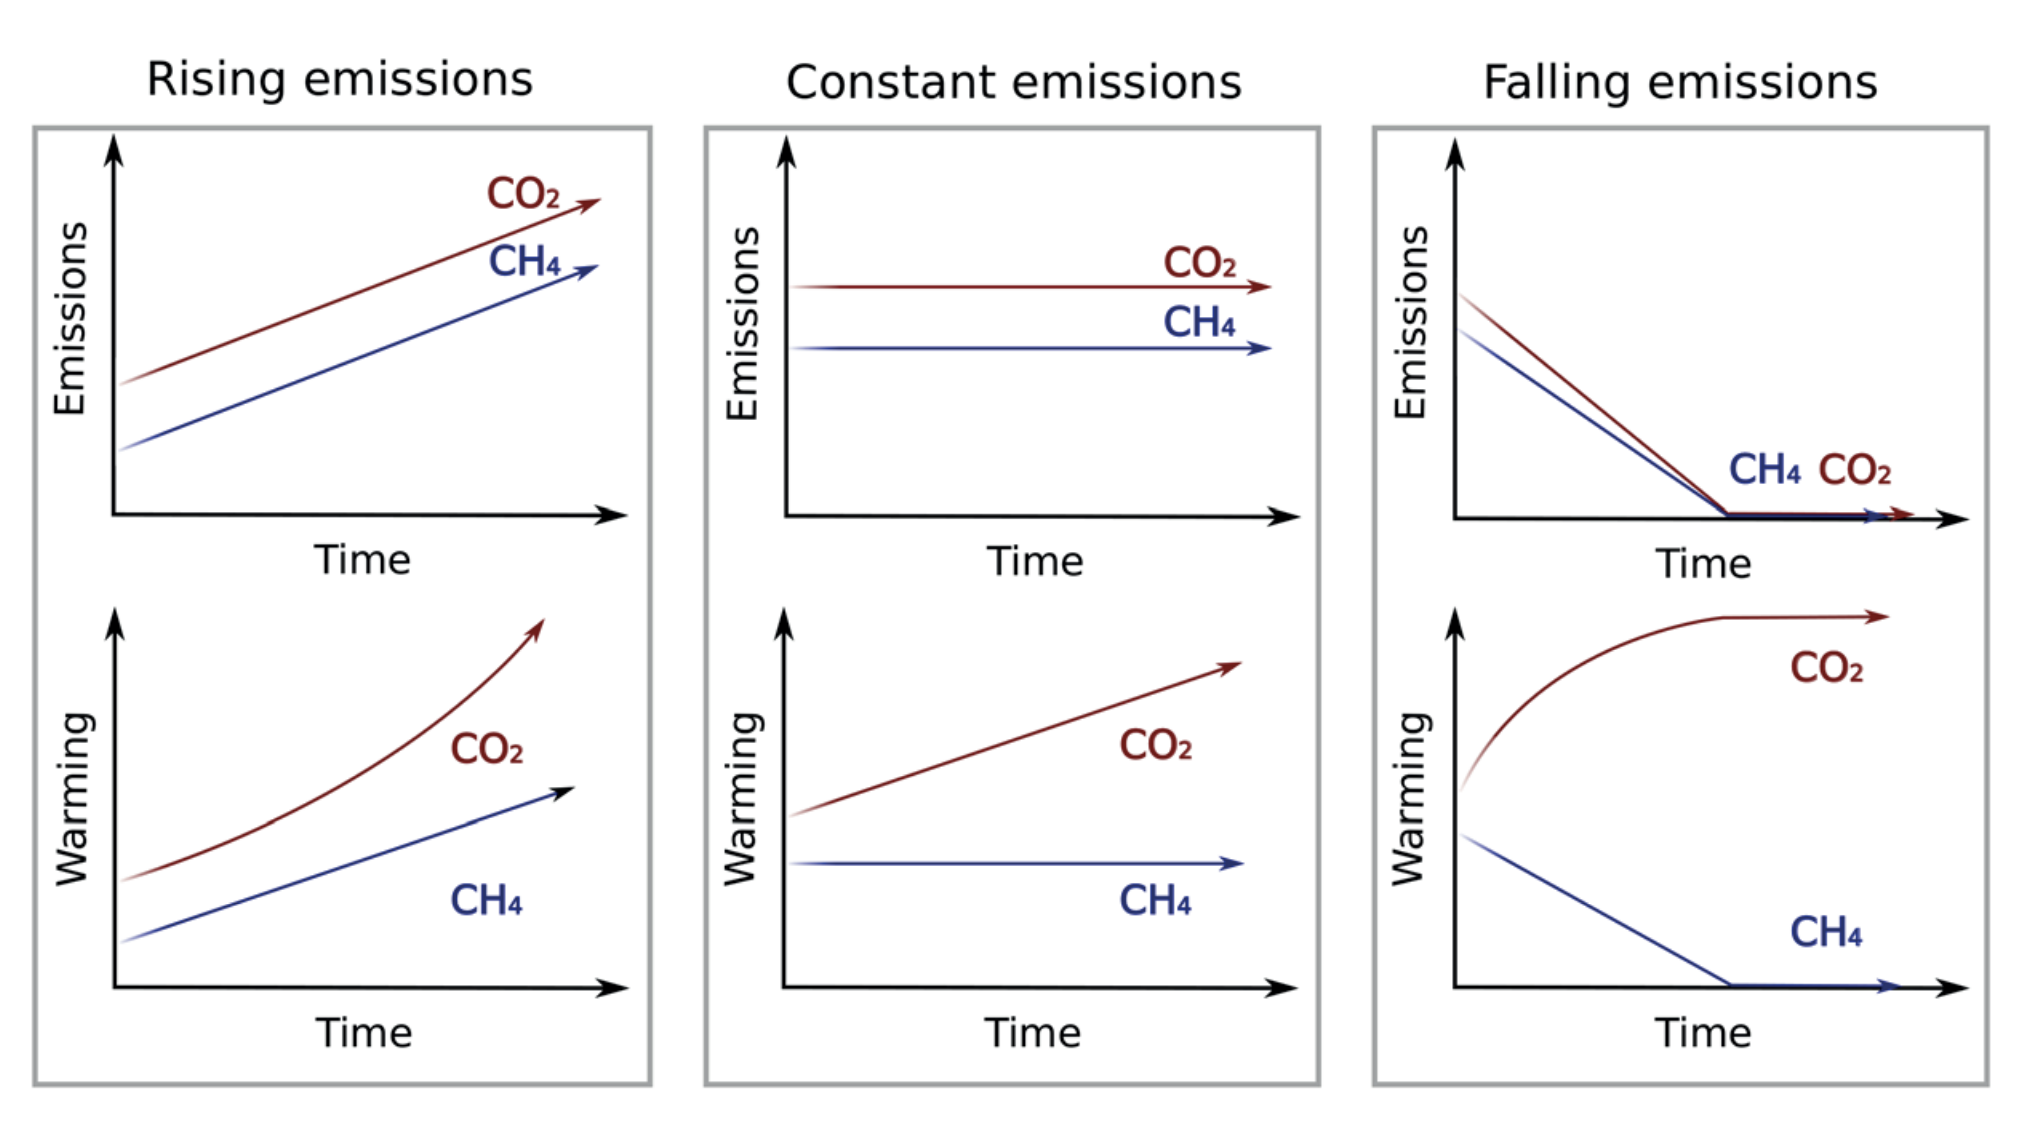 Rising emissions
Emissions
CO₂
CH₄
Time
Warming
CO₂
CH₄
Time
Constant emissions
Emissions
CO₂
CH₄
Time
Warming
CO₂
CH₄
Time
Falling emissions
Emissions
CH₄ CO₂
Time
Warming
CO₂
CH₄
Time